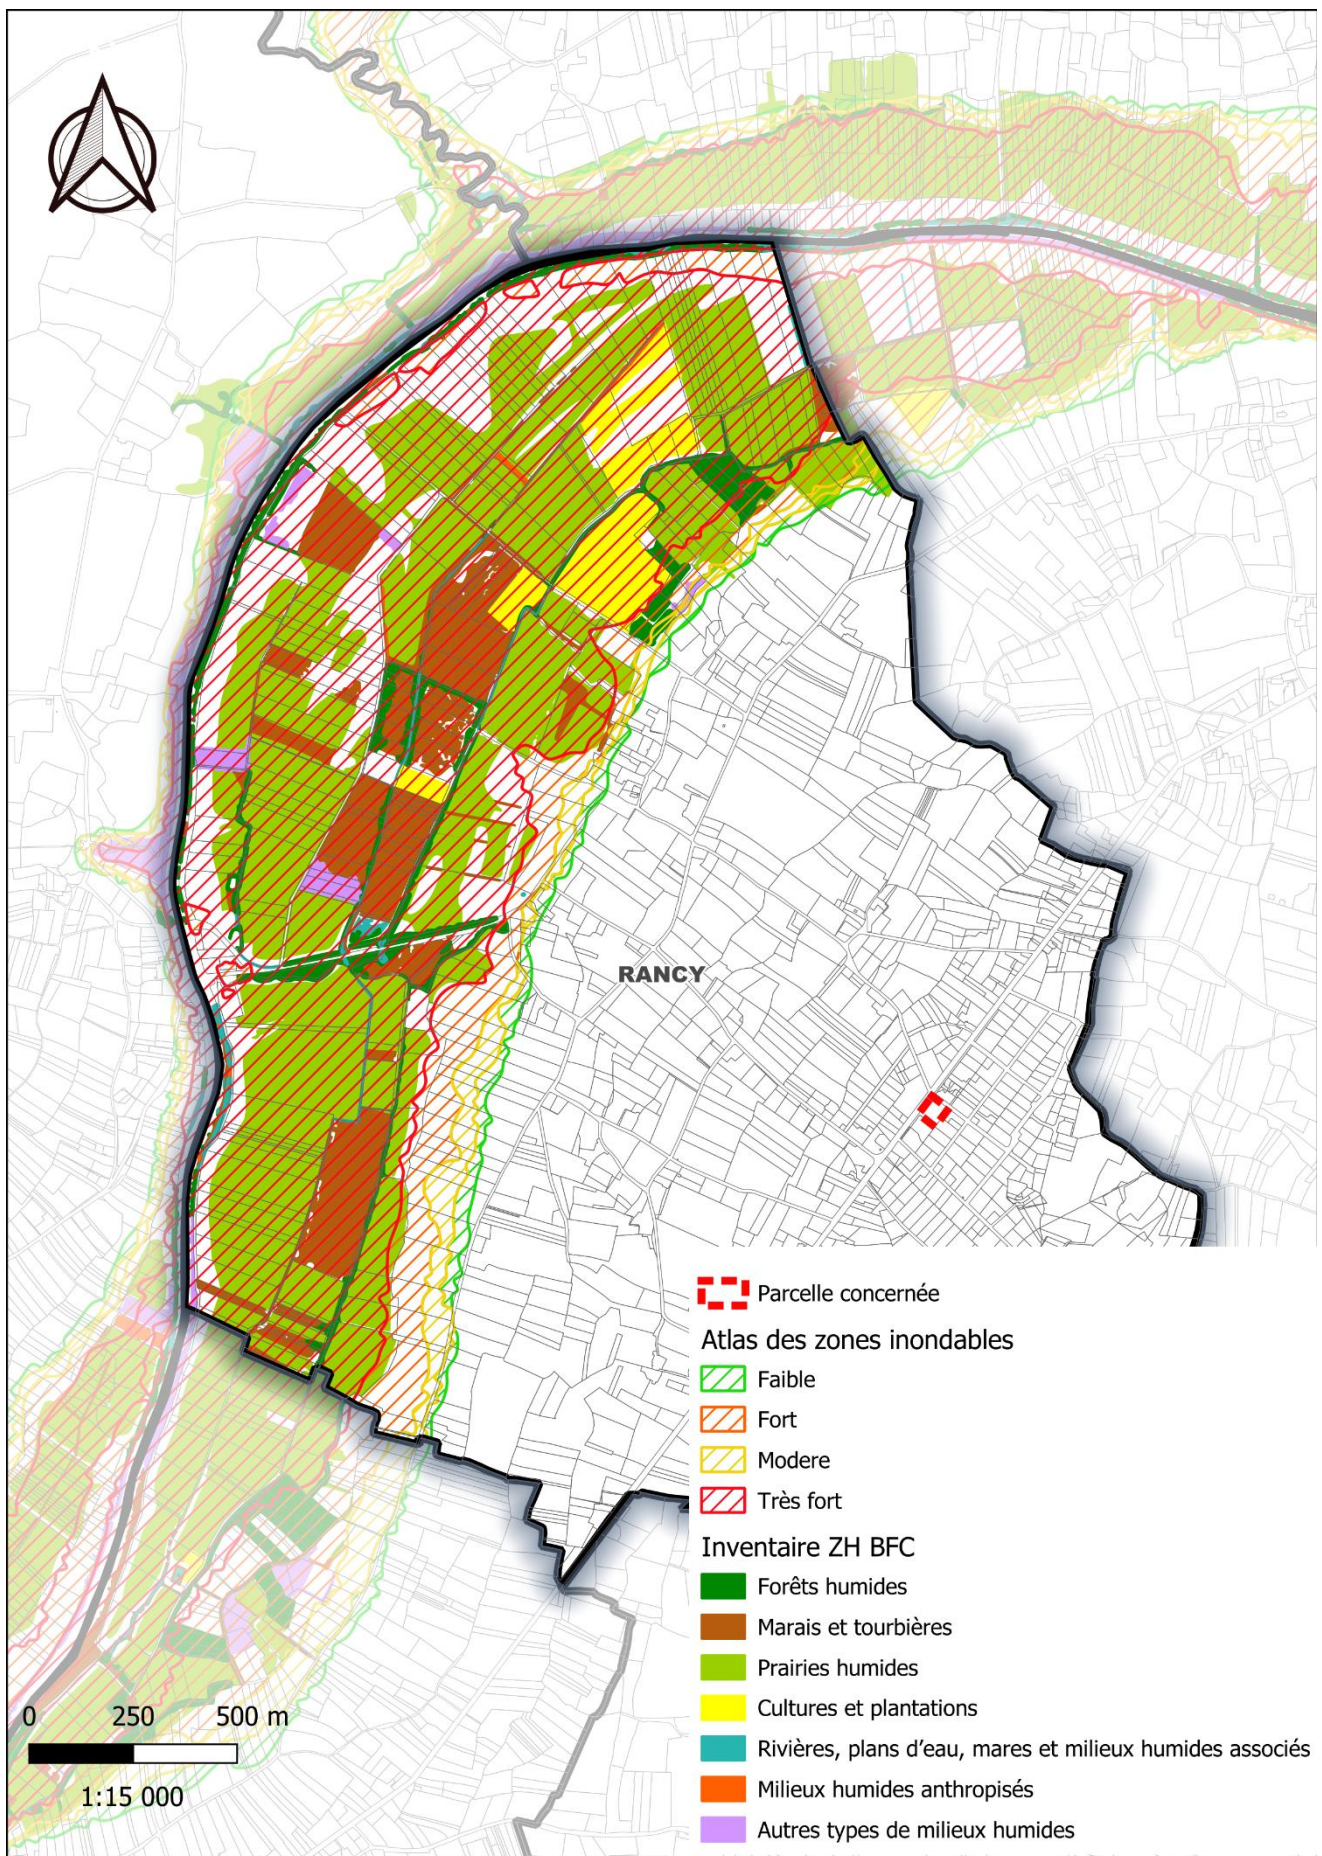 RANCY
Parcelle concernée
Atlas des zones inondables
Faible
Fort
Modere
Très fort
Inventaire ZH BFC
Forêts humides
Marais et tourbières
Prairies humides
Cultures et plantations
Rivières, plans d’eau, mares et milieux humides associés
Milieux humides anthropisés
Autres types de milieux humides
0 250 500 m
1:15 000